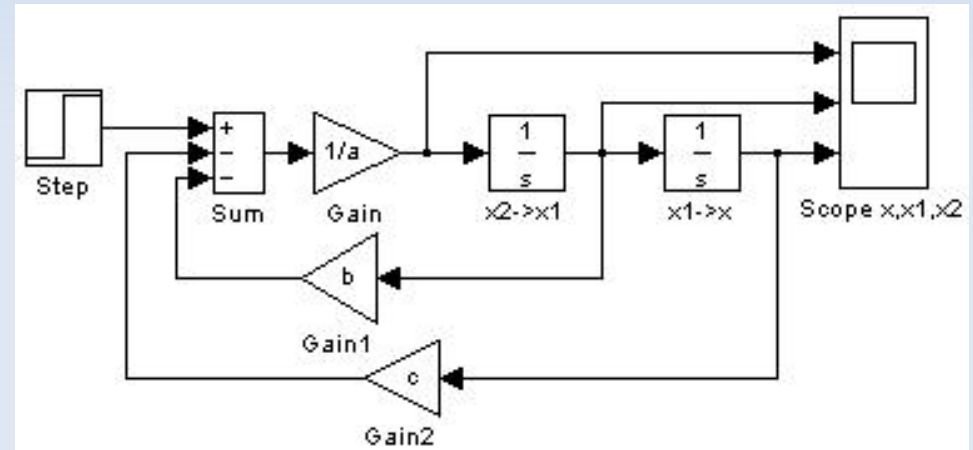 Step
+
−
−
Sum
1/a
Gain
1
s
x2->x1
1
s
x1->x
Scope x,x1,x2
b
Gain1
c
Gain2